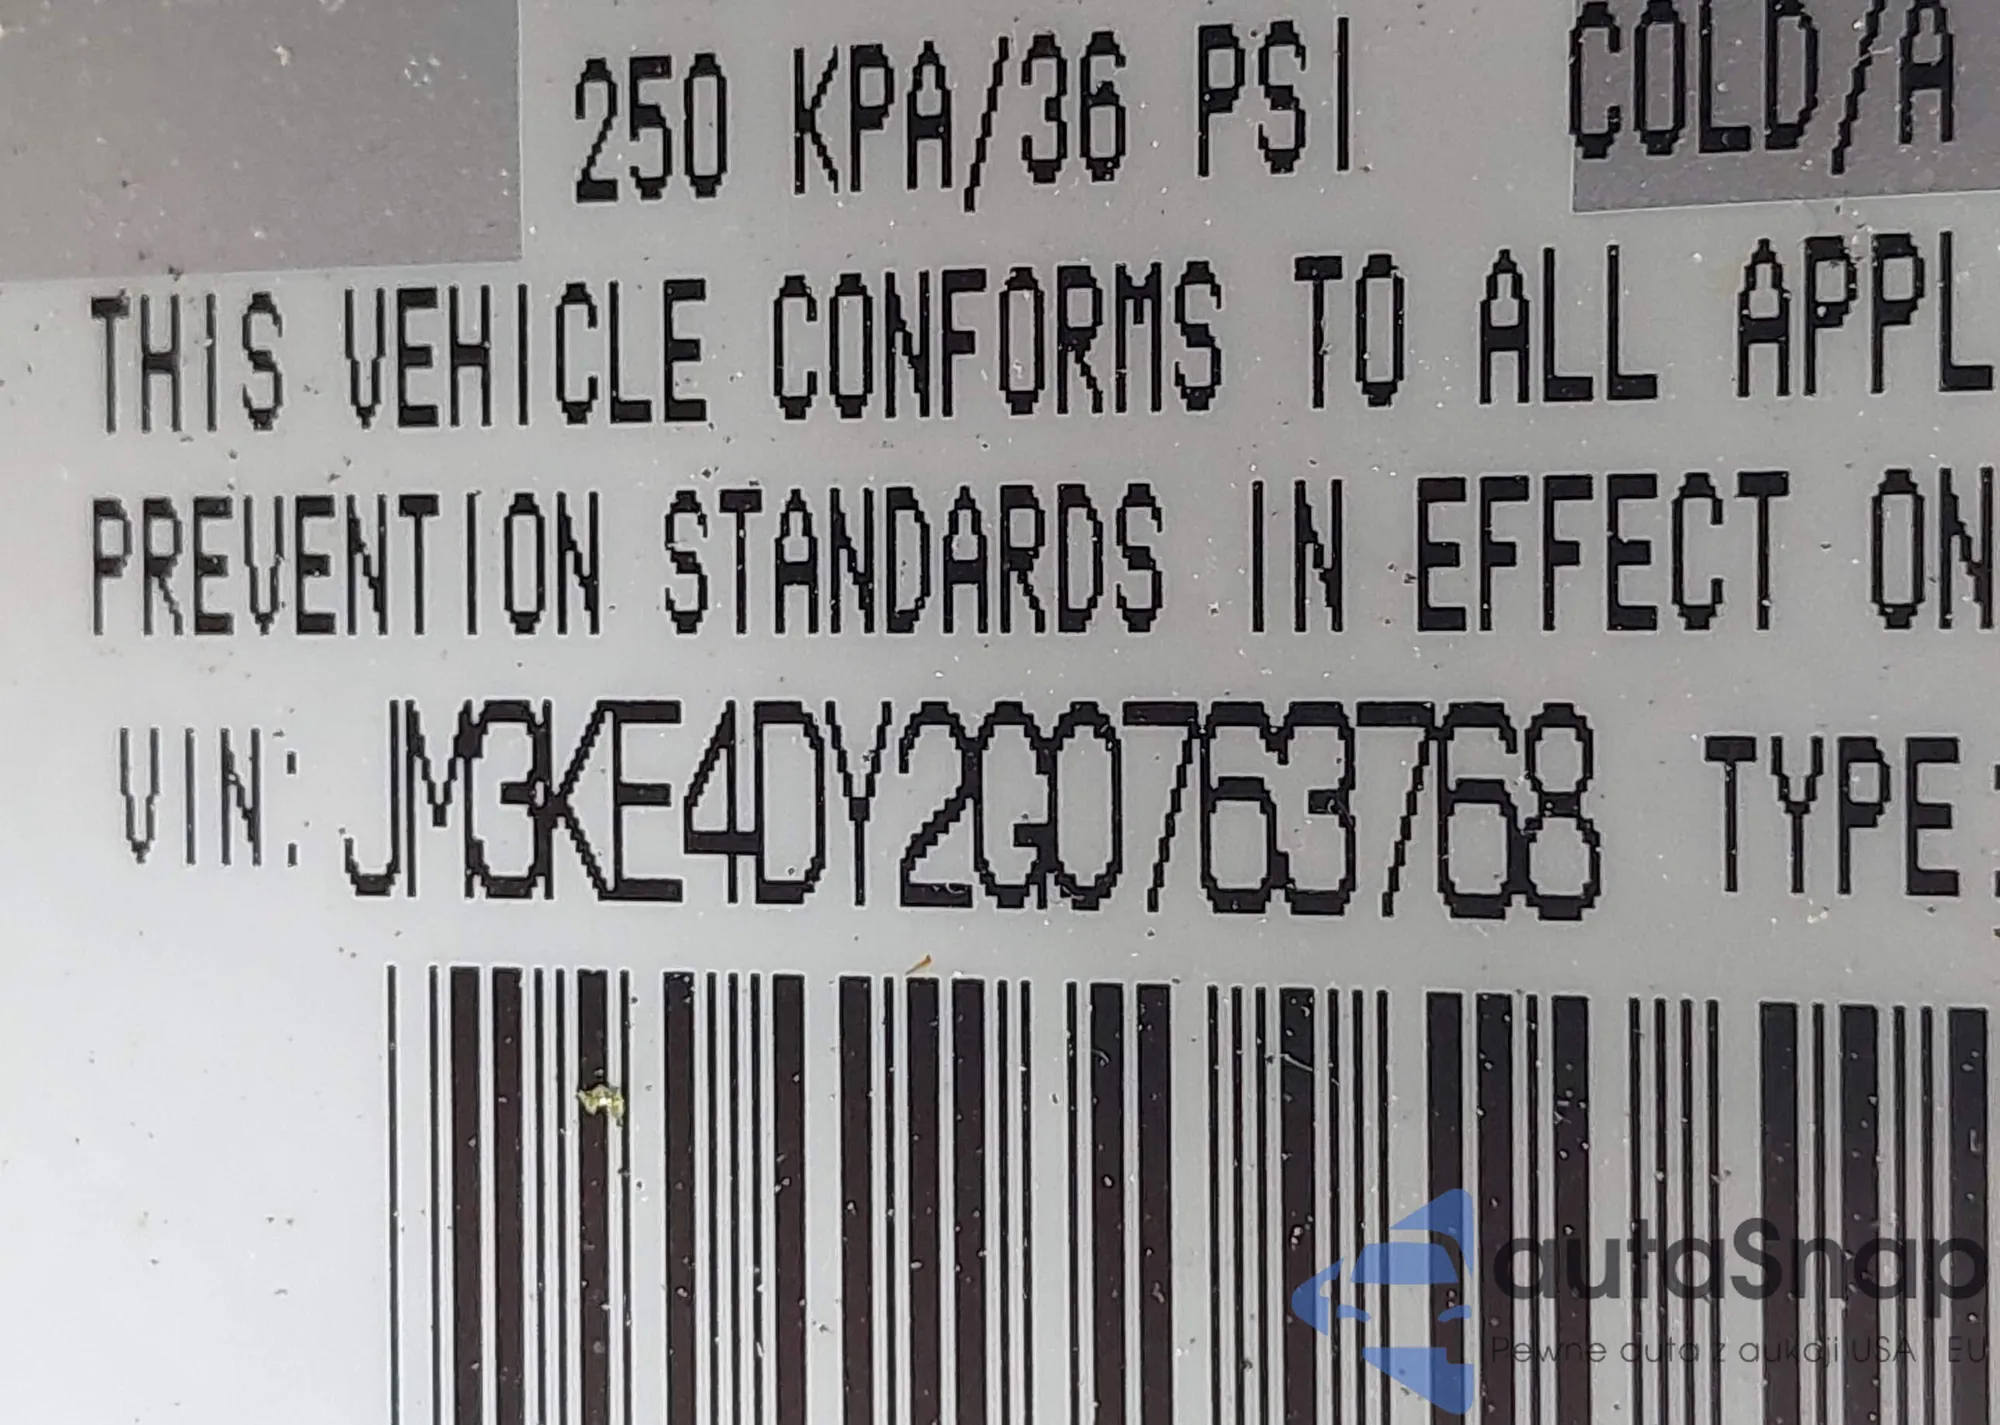 250 KPA/36 PSI COLD/A
THIS VEHICLE CONFORMS TO ALL APPL
PREVENTION STANDARDS IN EFFECT ON
VIN: JM3KE4DY2G0763768 TYPE:
autaSnap
Pewne auta z aukcji USA i EU